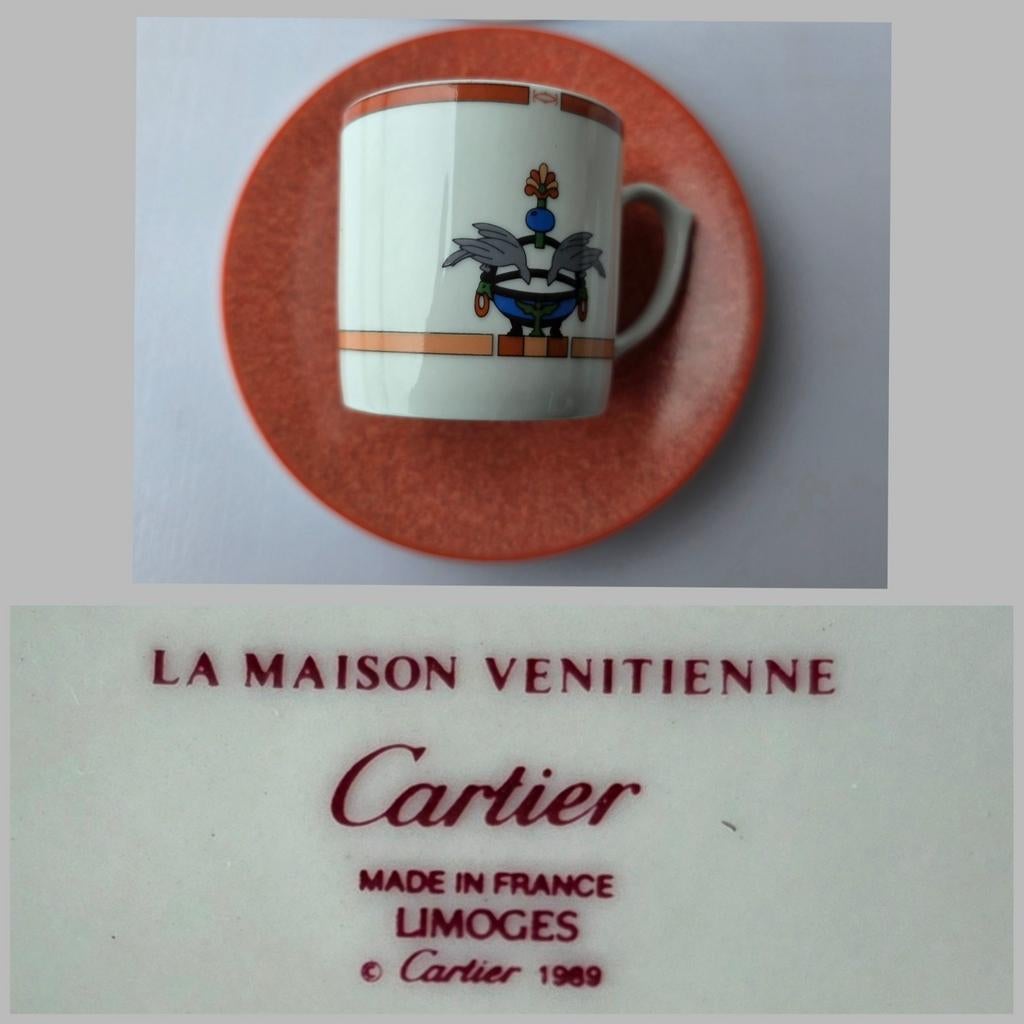 LA MAISON VENITIENNE
Cartier
MADE IN FRANCE
LIMOGES
© Cartier 1989